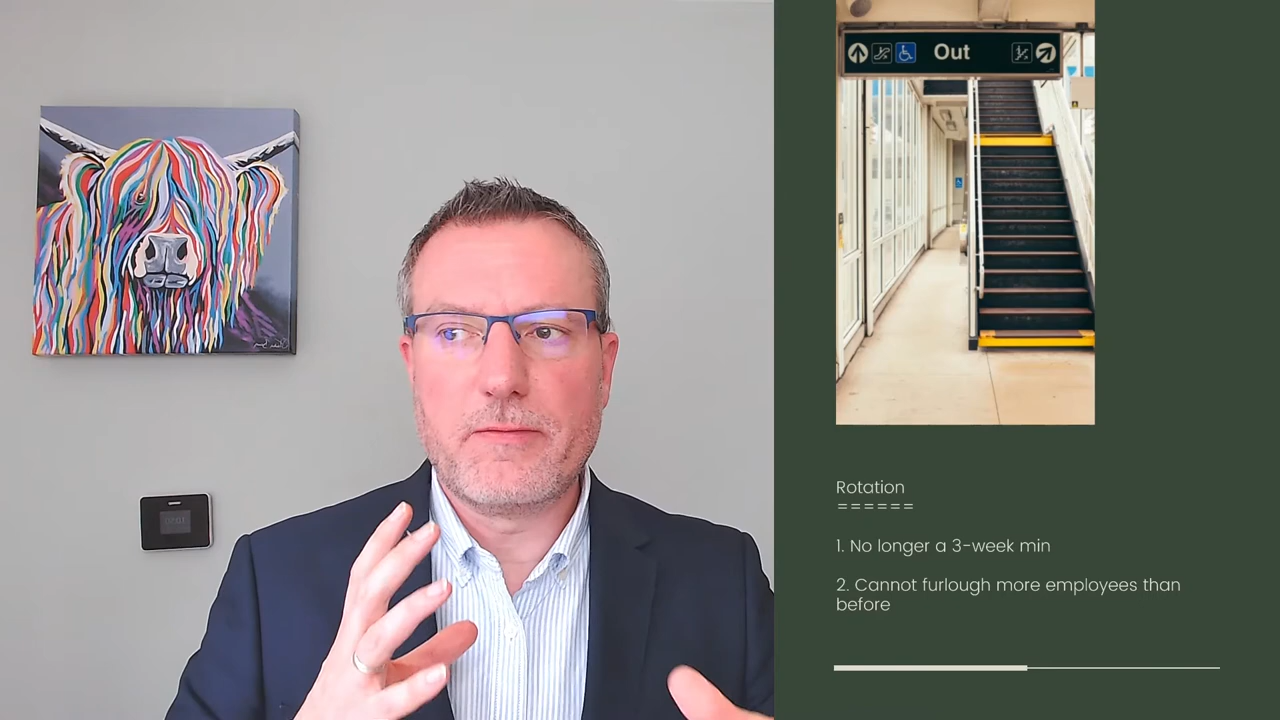 Out
Rotation
======
1. No longer a 3-week min
2. Cannot furlough more employees than
before